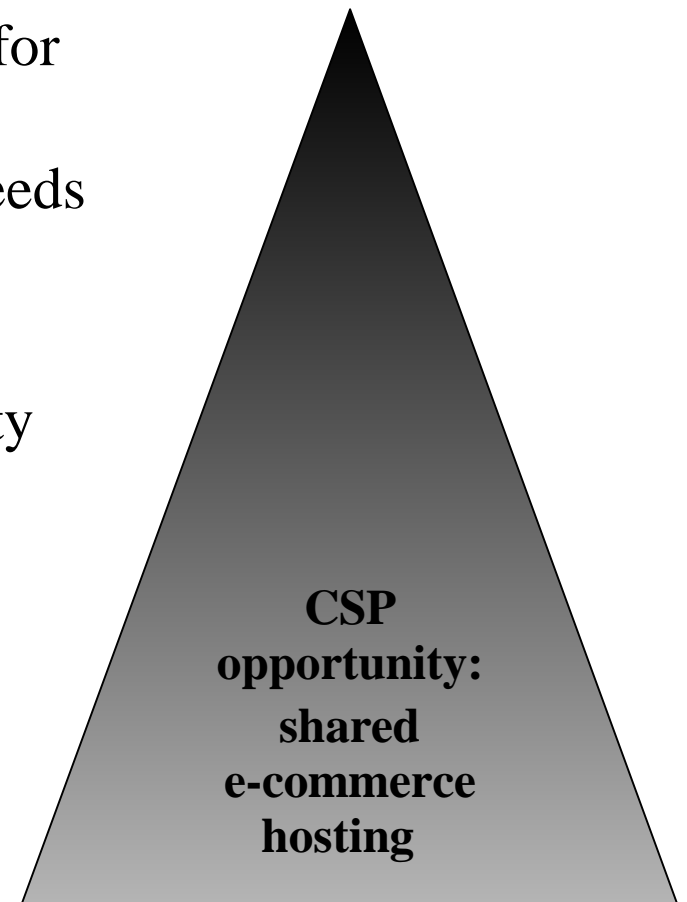 for
eeds
ty
CSP
opportunity:
shared
e-commerce
hosting